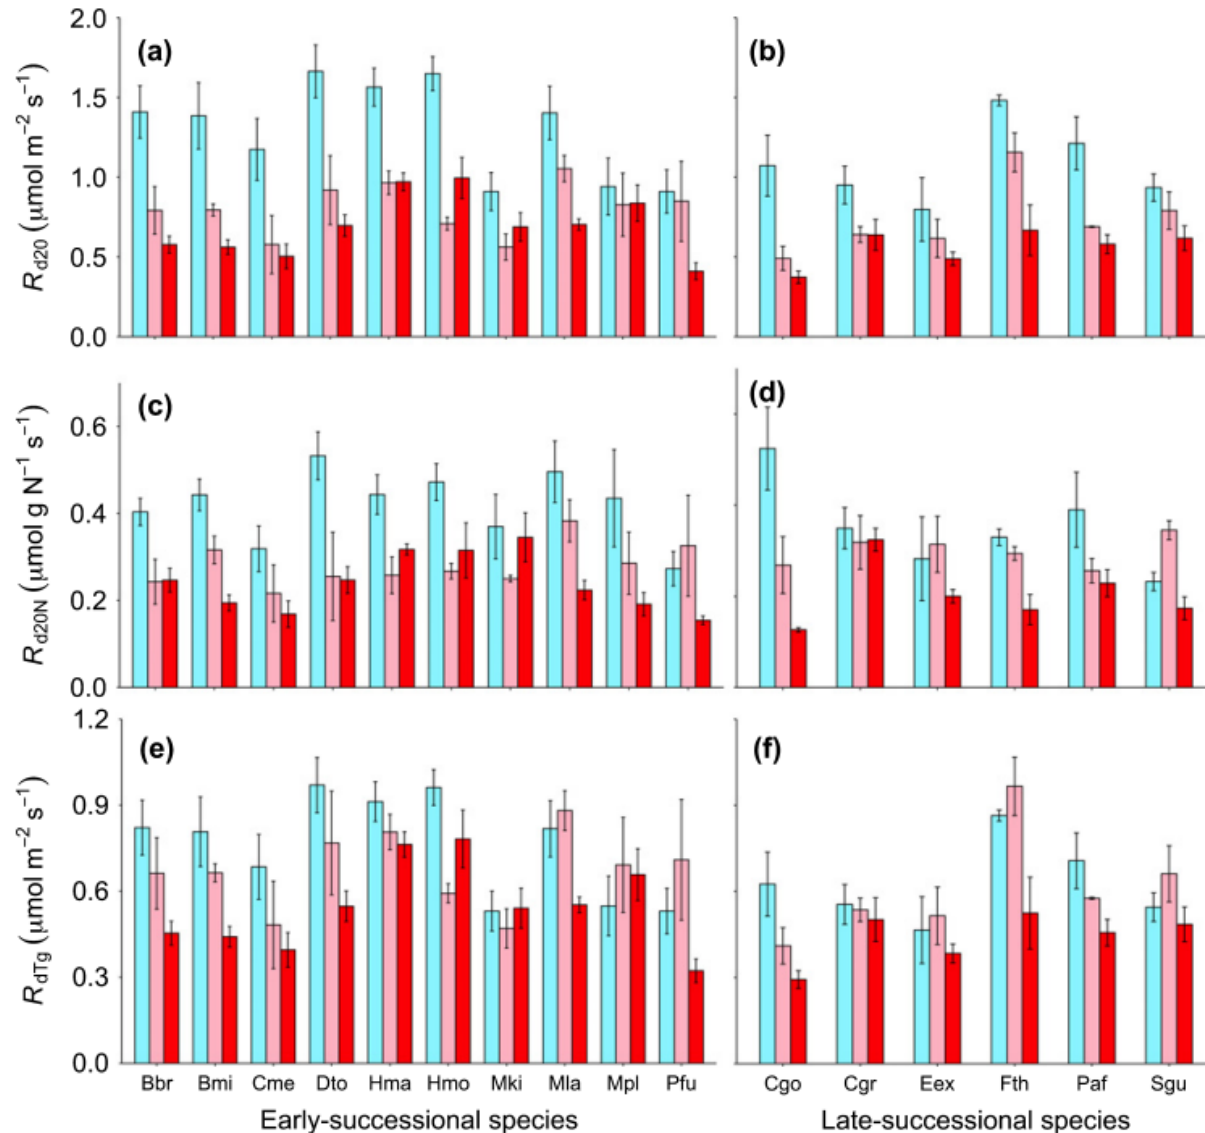 (a)
(b)
R_d20 (μmol m⁻² s⁻¹)
2.0
1.5
1.0
0.5
0.0
(c)
(d)
R_d20N (μmol g N⁻¹ s⁻¹)
0.6
0.4
0.2
0.0
(e)
(f)
R_dTg (μmol m⁻² s⁻¹)
1.2
0.9
0.6
0.3
0.0
Bbr Bmi Cme Dto Hma Hmo Mki Mla Mpl Pfu
Cgo Cgr Eex Fth Paf Sgu
Early-successional species
Late-successional species